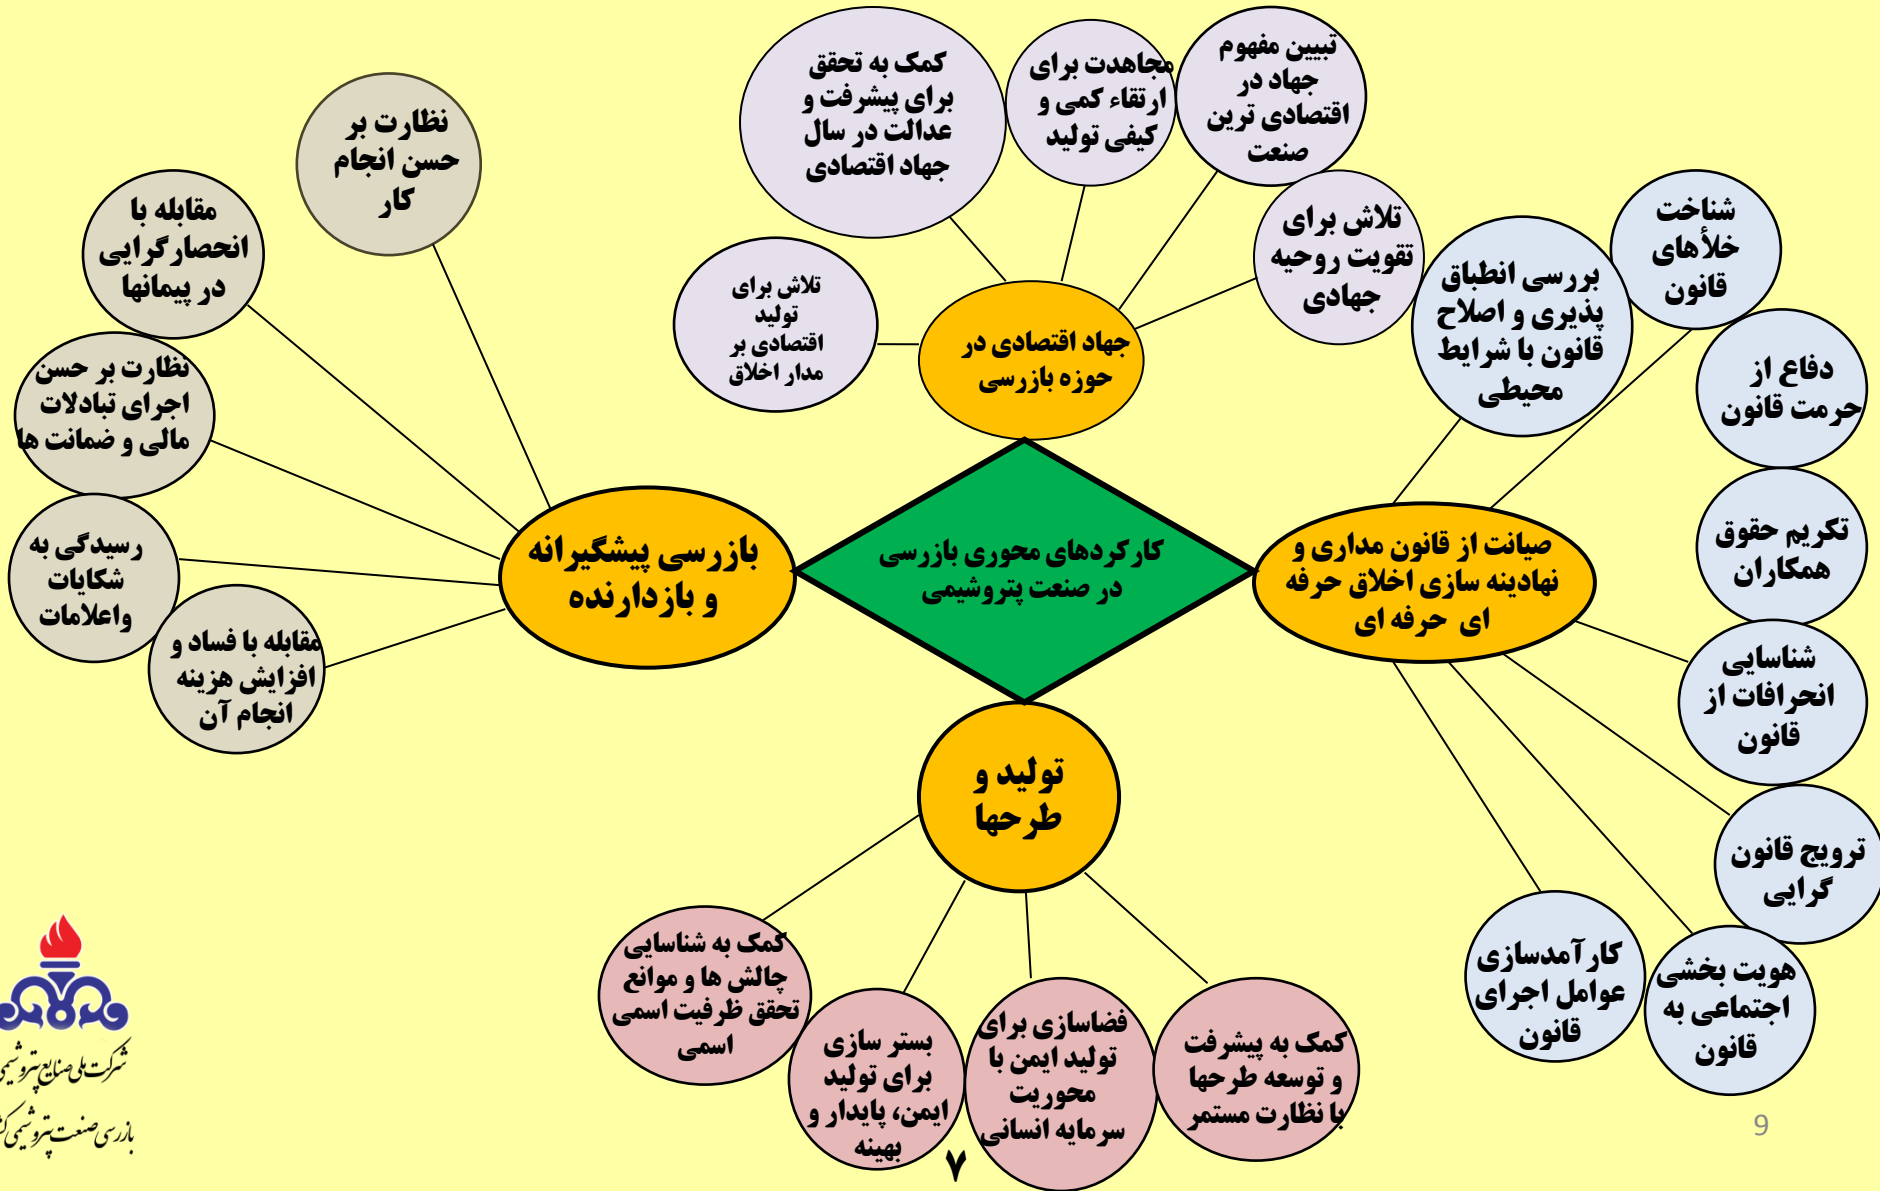 تبیین مفهوم
جهاد در
اقتصادی ترین
صنعت
مجاهدت برای
ارتقاء کمی و
کیفی تولید
کمک به تحقق
برای پیشرفت و
عدالت در سال
جهاد اقتصادی
تلاش برای
تقویت روحیه
جهادی
تلاش برای
تولید
اقتصادی بر
مدار اخلاق
جهاد اقتصادی در
حوزه بازرسی
شناخت
خلأهای
قانون
بررسی انطباق
پذیری و اصلاح
قانون با شرایط
محیطی
دفاع از
حرمت قانون
تکریم حقوق
همکاران
شناسایی
انحرافات از
قانون
ترویج قانون
گرایی
هویت بخشی
اجتماعی به
قانون
کارآمدسازی
عوامل اجرای
قانون
صیانت از قانون مداری و
نهادینه سازی اخلاق حرفه
ای حرفه ای
کارکردهای محوری بازرسی
در صنعت پتروشیمی
بازرسی پیشگیرانه
و بازدارنده
نظارت بر
حسن انجام
کار
مقابله با
انحصارگرایی
در پیمانها
نظارت بر حسن
اجرای تبادلات
مالی و ضمانت ها
رسیدگی به
شکایات
واعلامات
مقابله با فساد و
افزایش هزینه
انجام آن
تولید و
طرحها
کمک به پیشرفت
و توسعه طرحها
با نظارت مستمر
فضاسازی برای
تولید ایمن با
محوریت
سرمایه انسانی
بستر سازی
برای تولید
ایمن، پایدار و
بهینه
کمک به شناسایی
چالش ها و موانع
تحقق ظرفیت اسمی
اسمی
شرکت ملی صنایع پتروشیمی
بازرسی صنعت پتروشیمی
۷
9